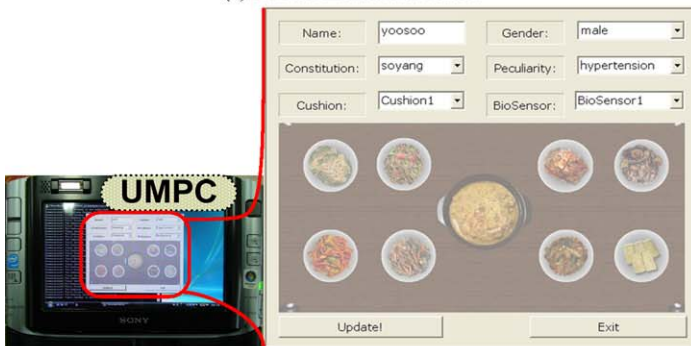 Name: yoosoo Gender: male
Constitution: soyang Peculiarity: hypertension
Cushion: Cushion1 BioSensor: BioSensor1
UMPC
SONY
Update! Exit